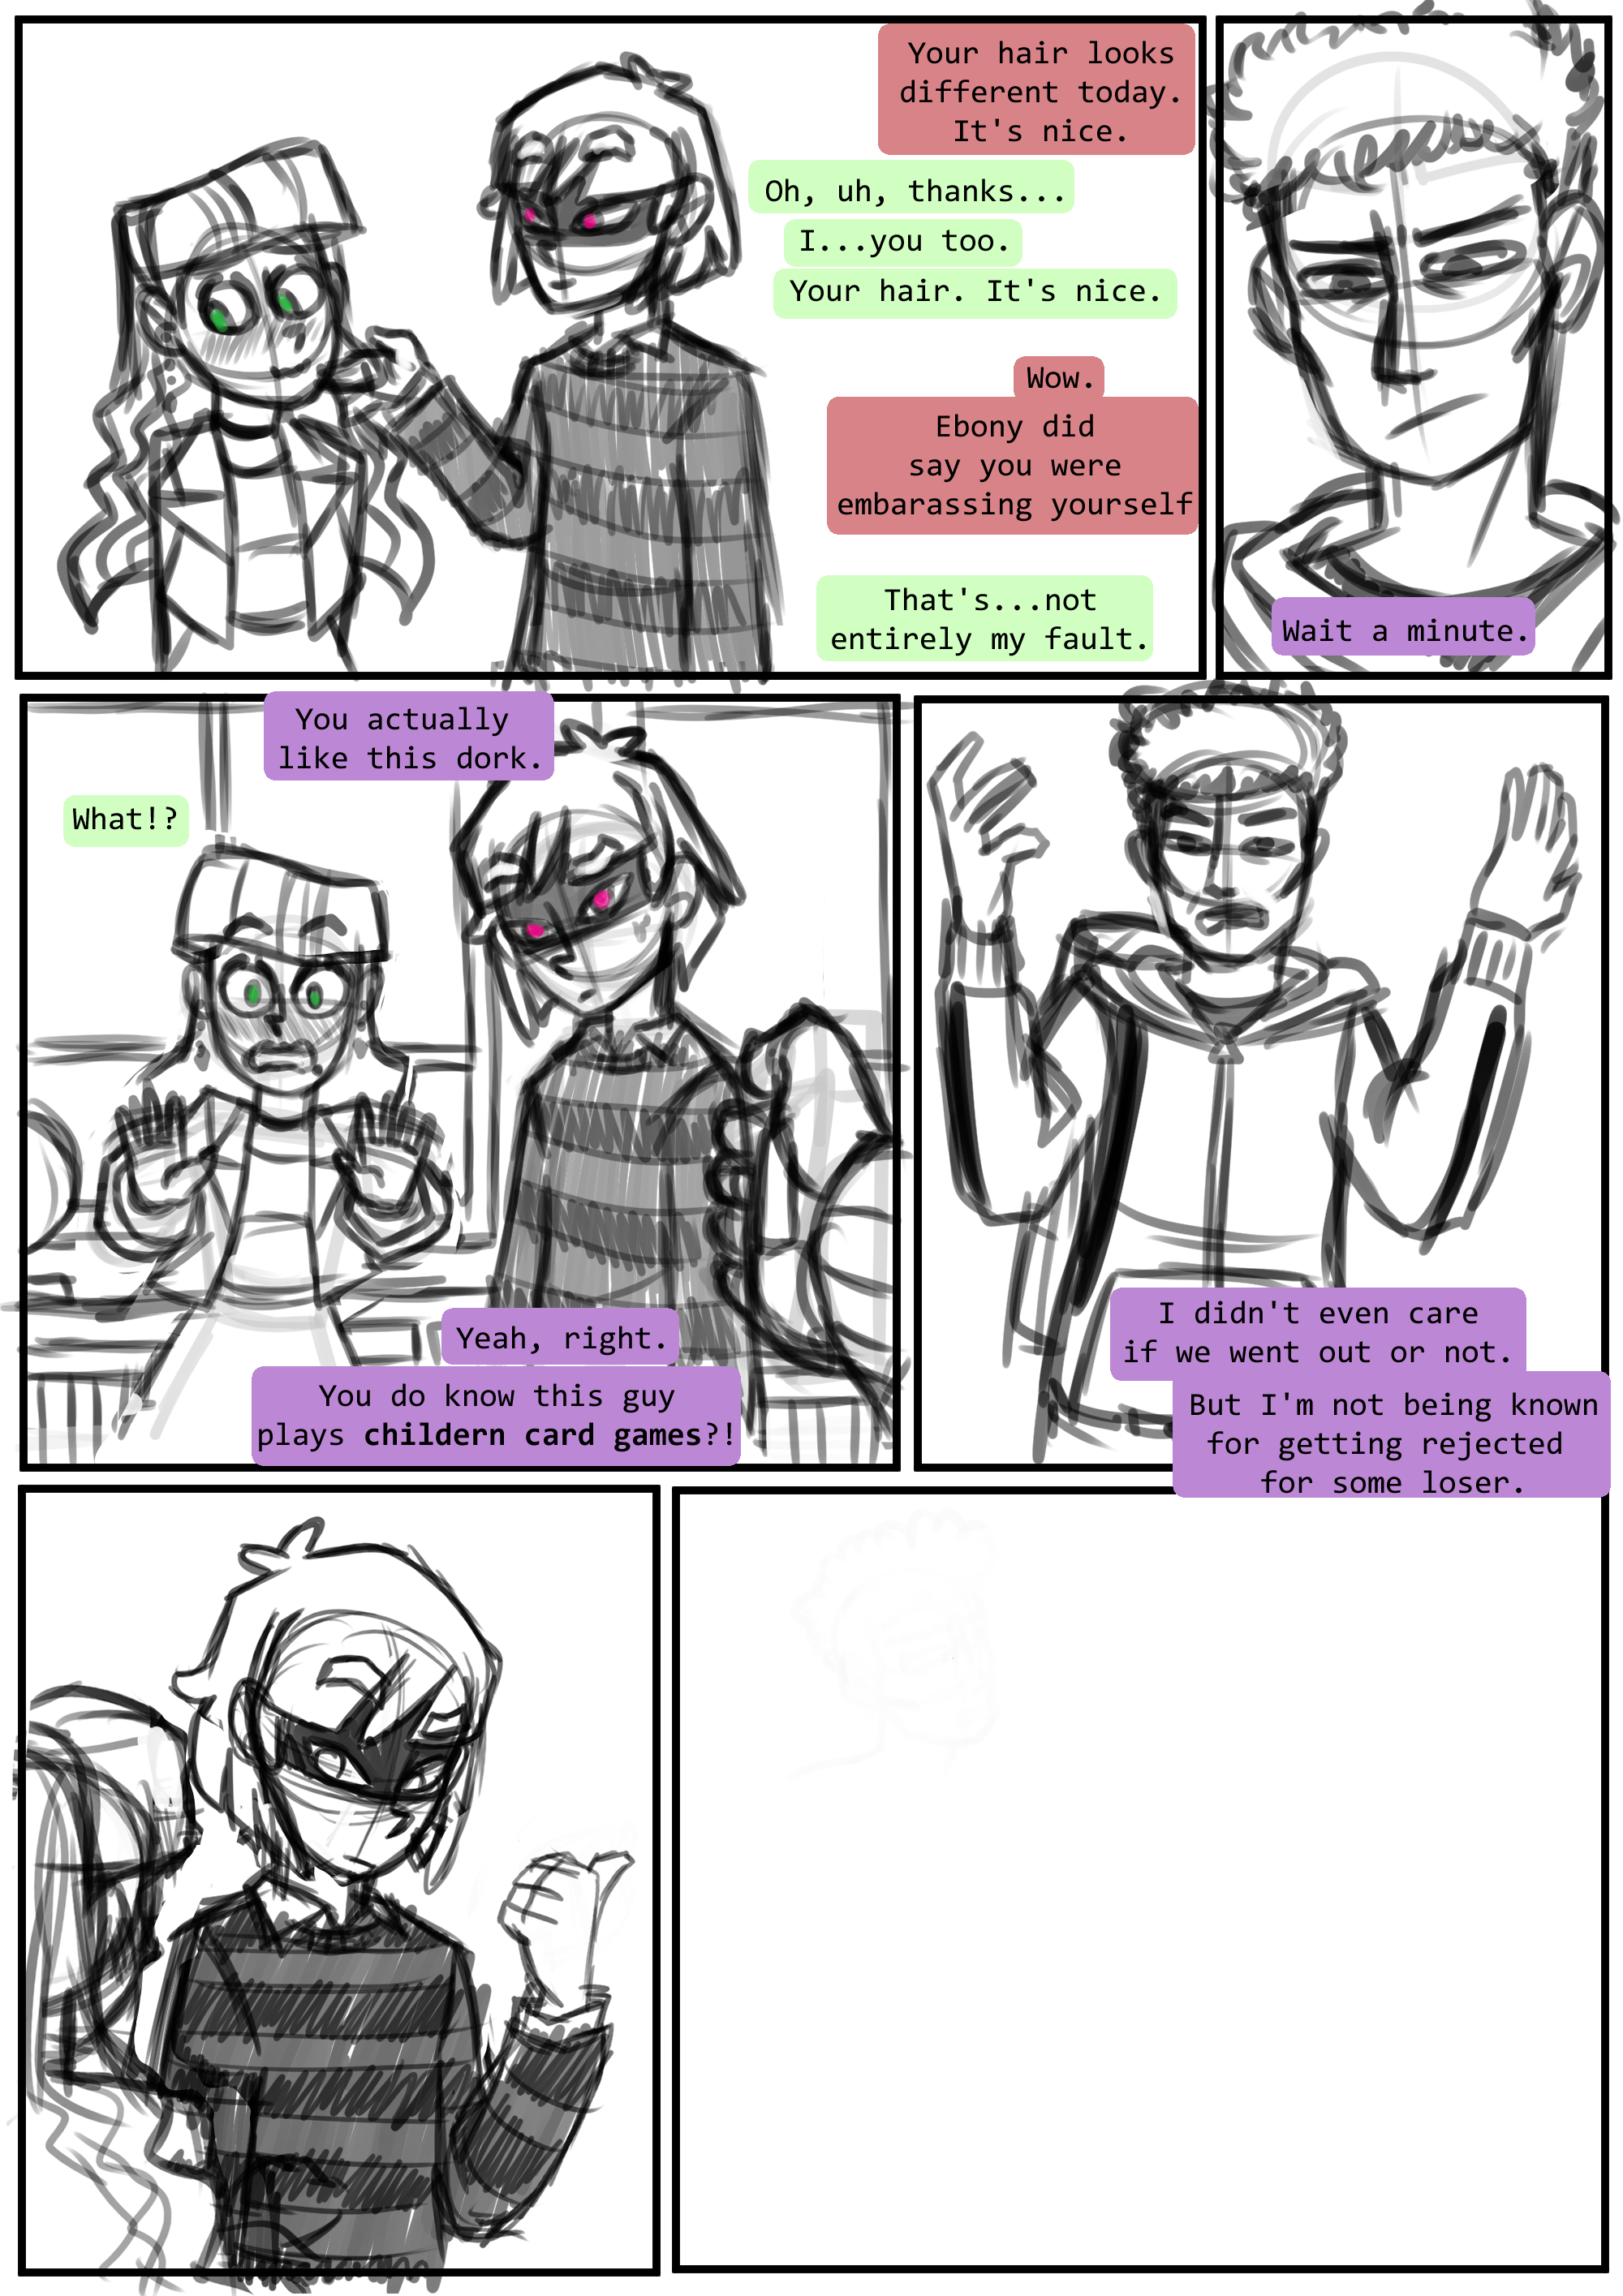 Your hair looks
different today.
It's nice.
Oh, uh, thanks...
I...you too.
Your hair. It's nice.
Wow.
Ebony did
say you were
embarassing yourself
That's...not
entirely my fault.
Wait a minute.
You actually
like this dork.
What!?
Yeah, right.
You do know this guy
plays childern card games?!
I didn't even care
if we went out or not.
But I'm not being known
for getting rejected
for some loser.